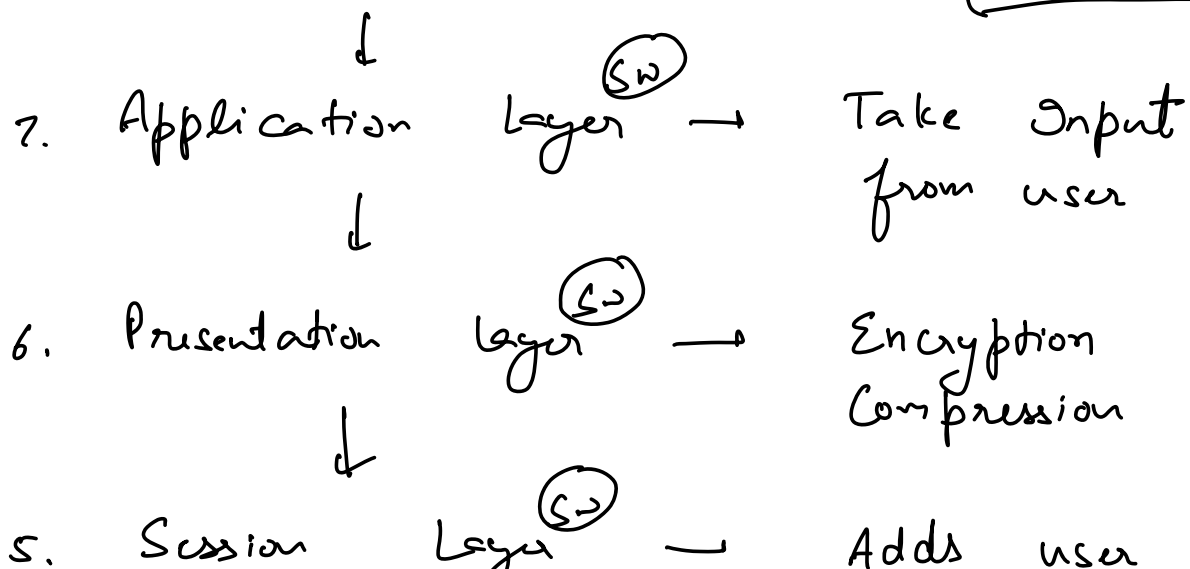 SW
7. Application Layer → Take Input
from user
SW
6. Presentation Layer → Encryption
Compression
SW
5. Session Layer → Adds user